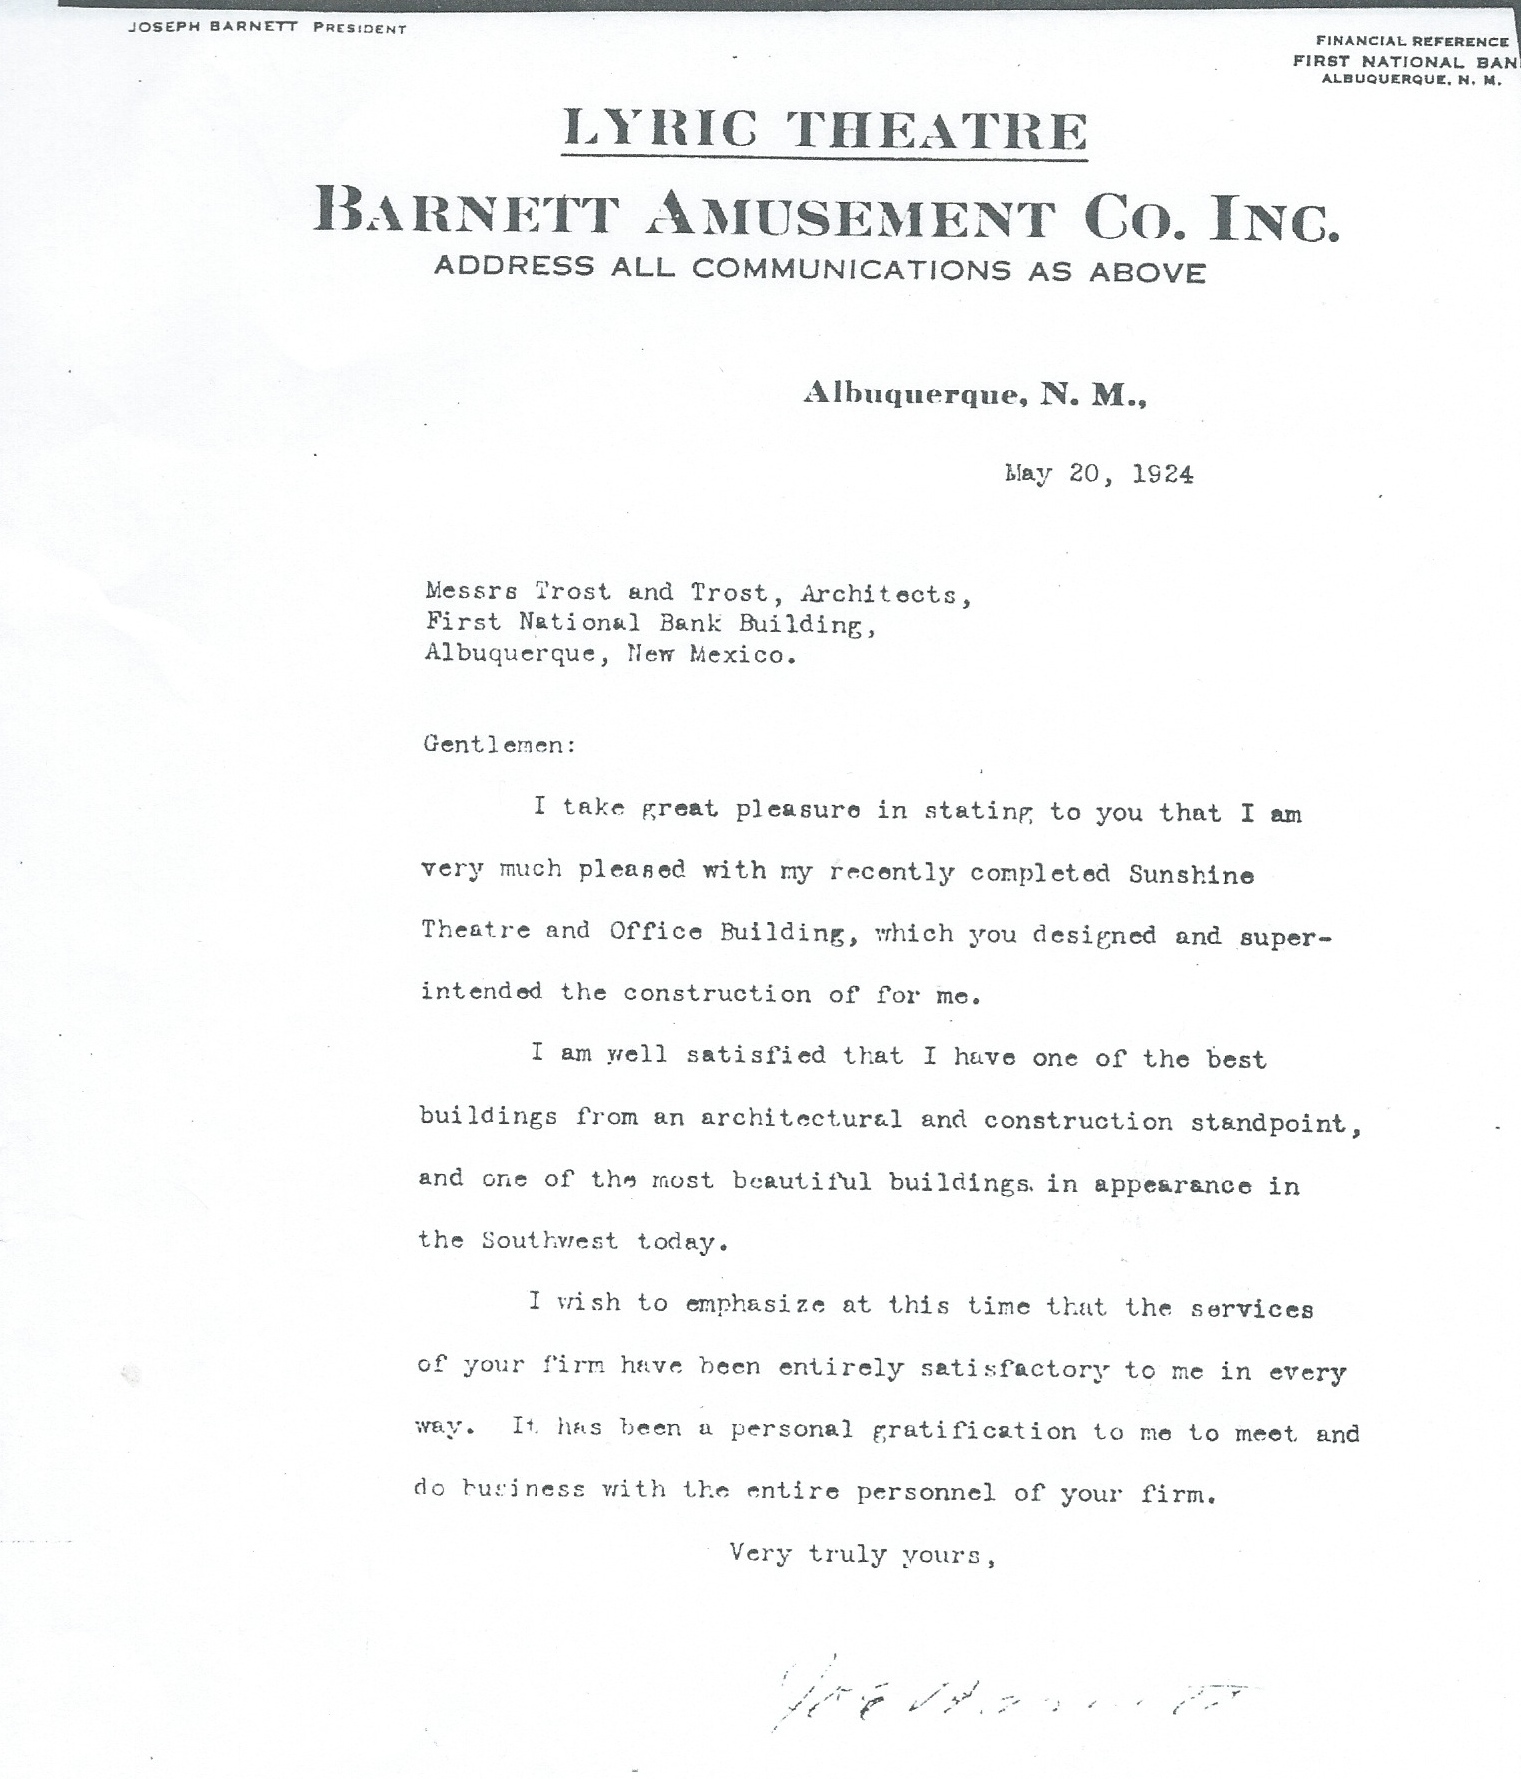 JOSEPH BARNETT PRESIDENT
FINANCIAL REFERENCE
FIRST NATIONAL BAN
ALBUQUERQUE, N. M.
LYRIC THEATRE
BARNETT AMUSEMENT CO. INC.
ADDRESS ALL COMMUNICATIONS AS ABOVE
Albuquerque, N. M.,
May 20, 1924
Messrs Trost and Trost, Architects,
First National Bank Building,
Albuquerque, New Mexico.
Gentlemen:
I take great pleasure in stating to you that I am
very much pleased with my recently completed Sunshine
Theatre and Office Building, which you designed and super-
intended the construction of for me.
I am well satisfied that I have one of the best
buildings from an architectural and construction standpoint,
and one of the most beautiful buildings in appearance in
the Southwest today.
I wish to emphasize at this time that the services
of your firm have been entirely satisfactory to me in every
way. It has been a personal gratification to me to meet and
do business with the entire personnel of your firm.
Very truly yours,
Joe Barnett